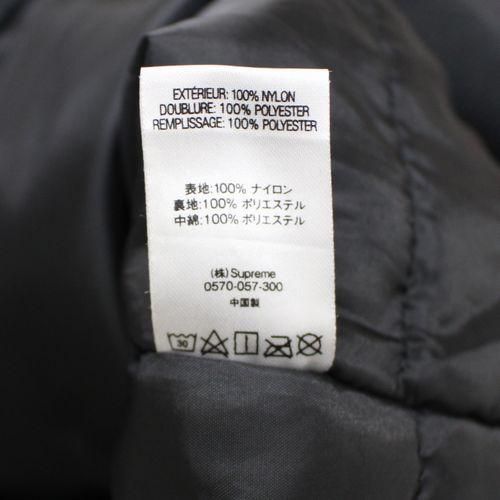 EXTÉRIEUR: 100% NYLON
DOUBLURE: 100% POLYESTER
REMPLISSAGE: 100% POLYESTER
表地:100% ナイロン
裏地:100% ポリエステル
中綿:100% ポリエステル
(株) Supreme
0570-057-300
中国製
30